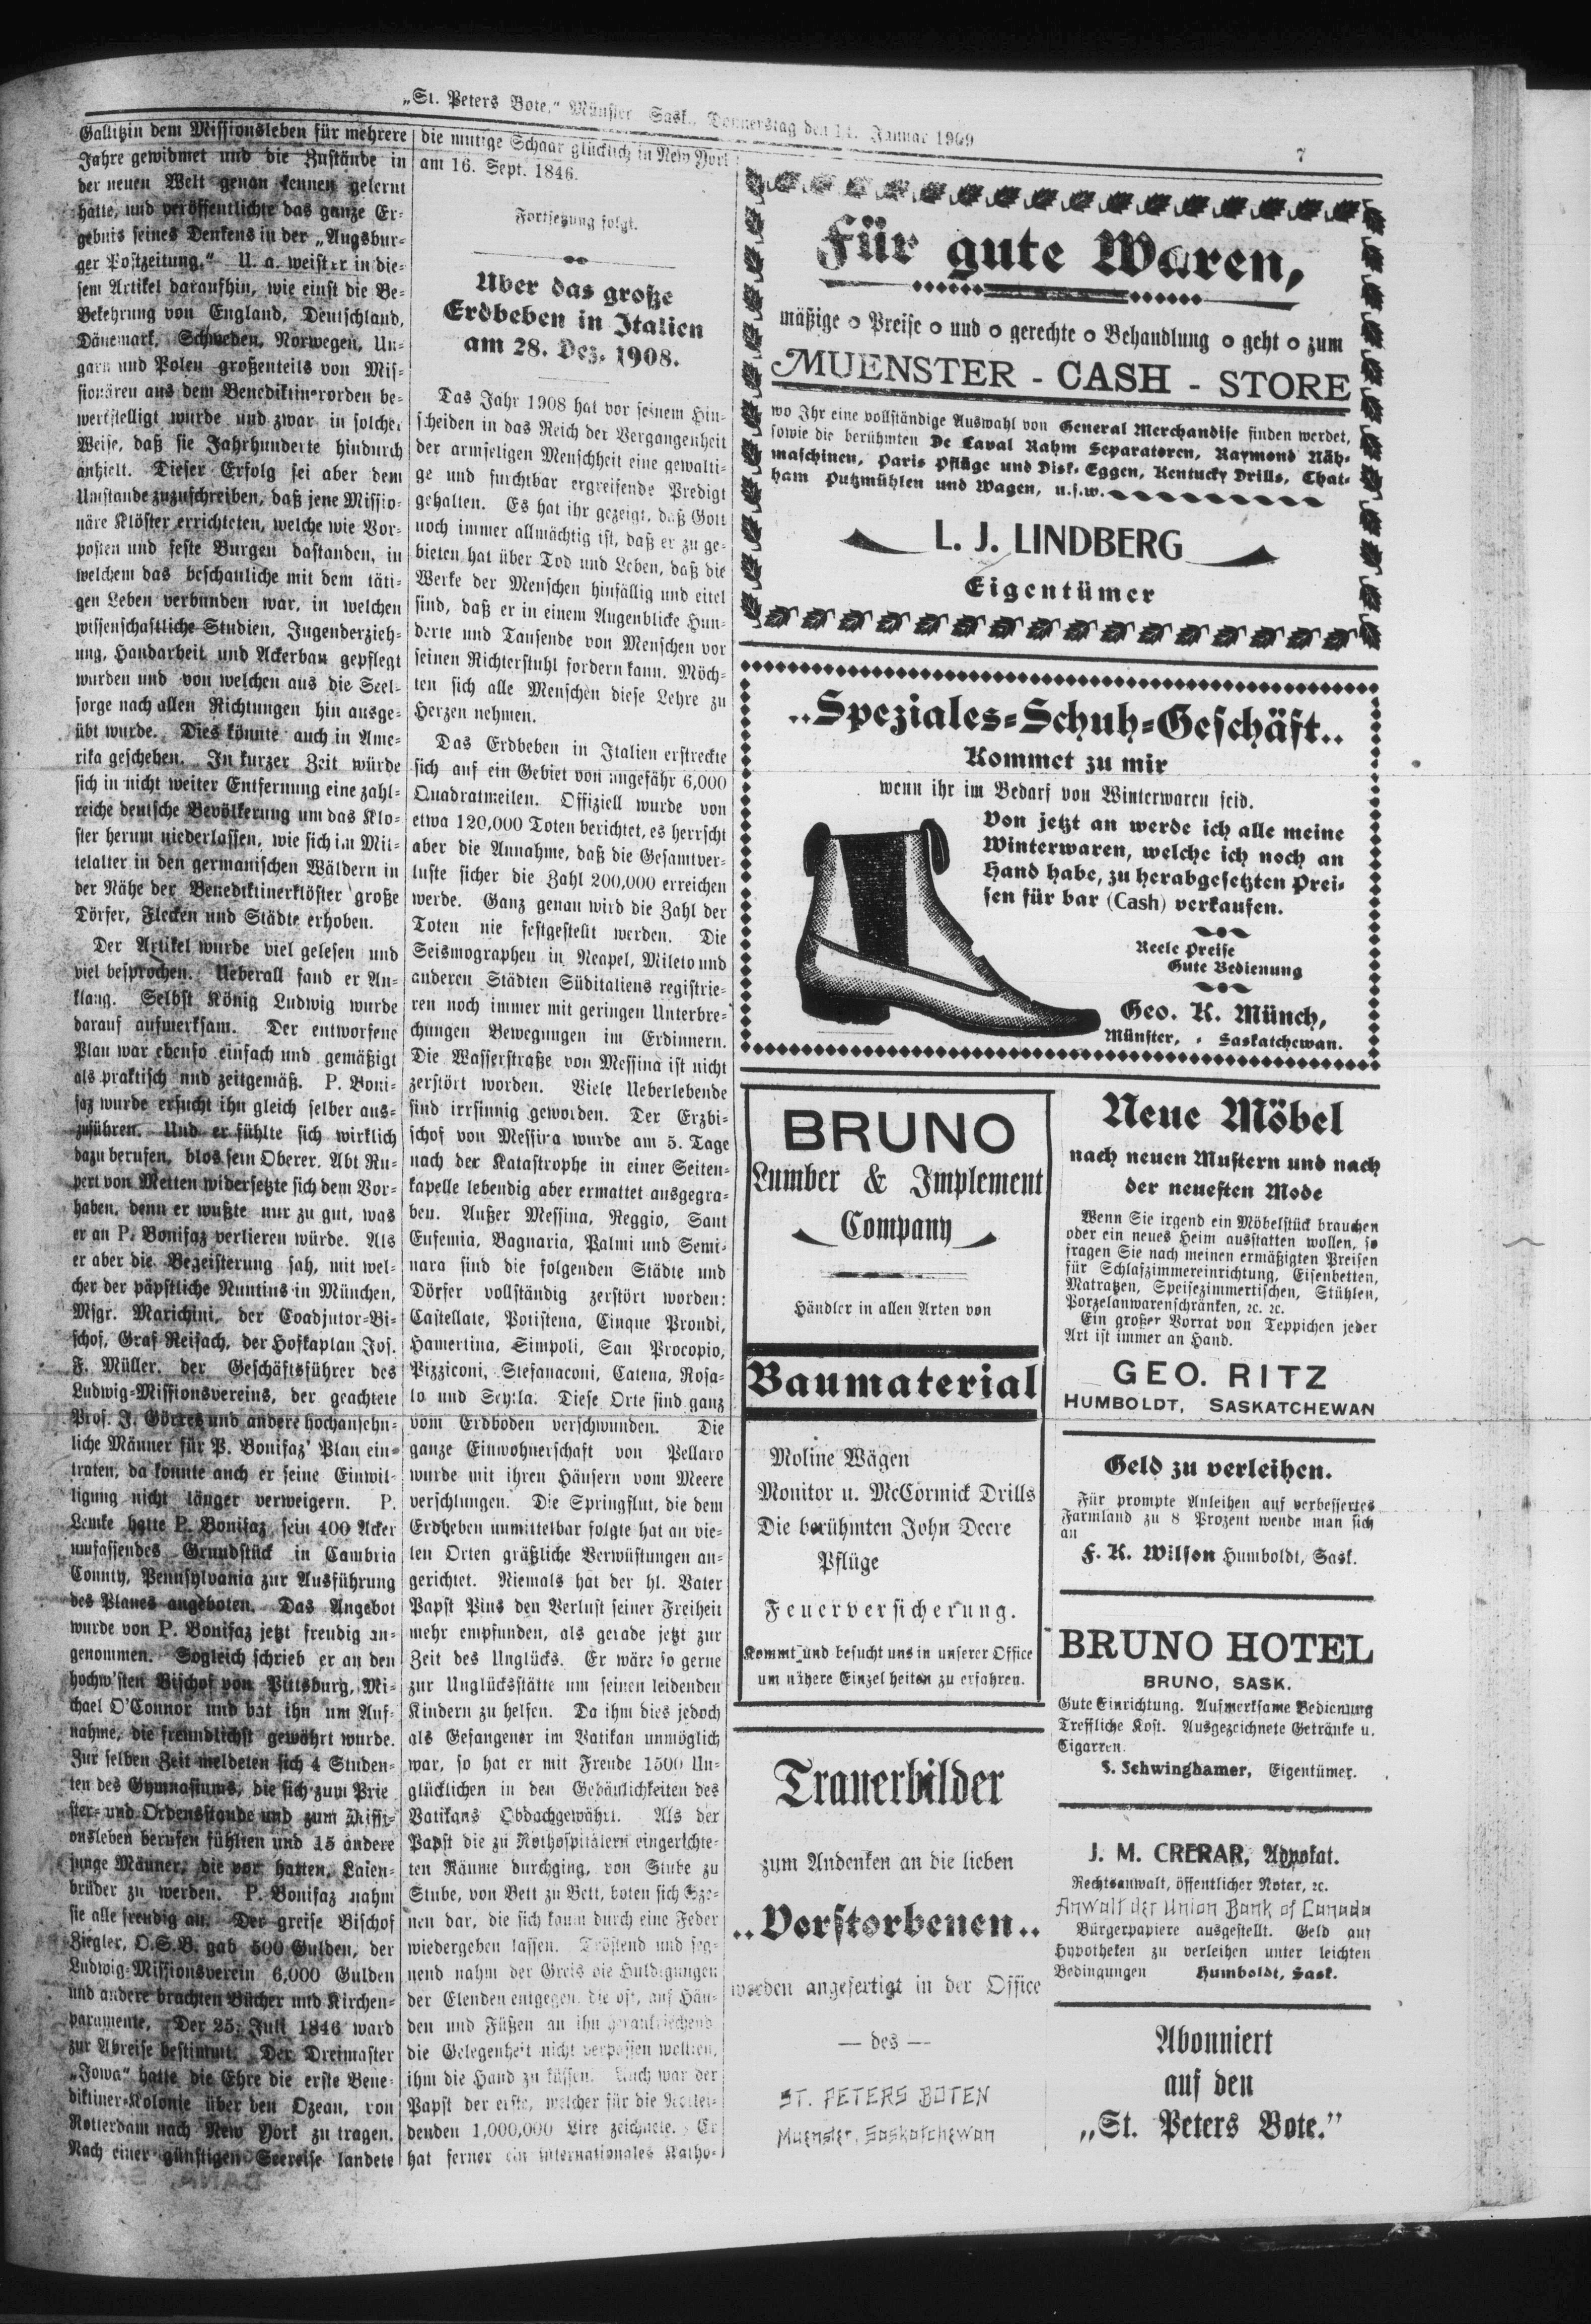 „St. Peters Bote.“ Münster Sask., Donnerstag den 14. Januar 1909
7
Gallitzin dem Missionsleben für mehrere
Jahre gewidmet und die Zustände in
der neuen Welt genau kennen gelernt
hatte, und veröffentlichte das ganze Er-
gebnis seines Denkens in der „Augsbur-
ger Postzeitung.“ U. a. weist er in die-
sem Artikel daraufhin, wie einst die Be-
Bekehrung von England, Deutschland,
Dänemark, Schweden, Norwegen, Un-
garn und Polen großenteils von Mis-
sionären aus dem Benediktinerorden be-
werkstelligt wurde und zwar in solcher
Weise, daß sie Jahrhunderte hindurch
anhielt. Dieser Erfolg sei aber dem
Umstande zuzuschreiben, daß jene Missio-
näre Klöster errichteten, welche wie Vor-
posten und feste Burgen dastanden, in
welchem das beschauliche mit dem täti-
gen Leben verbunden war, in welchen
wissenschaftliche Studien, Jugenderzieh-
ung, Handarbeit und Ackerbau gepflegt
wurden und von welchen aus die Seel-
sorge nach allen Richtungen hin ausge-
übt wurde. Dies könnte auch in Ame-
rika geschehen. In kurzer Zeit würde
sich in nicht weiter Entfernung eine zahl-
reiche deutsche Bevölkerung um das Klo-
ster herum niederlassen, wie sich im Mit-
telalter in den germanischen Wäldern in
der Nähe der Benediktinerklöster große
Dörfer, Flecken und Städte erhoben.
Der Artikel wurde viel gelesen und
viel besprochen. Ueberall fand er An-
klang. Selbst König Ludwig wurde
darauf aufmerksam. Der entworfene
Plan war ebenso einfach und gemäßigt
als praktisch und zeitgemäß. P. Boni-
faz wurde ersucht ihn gleich selber aus-
zuführen. Und er fühlte sich wirklich
dazu berufen, blos sein Oberer, Abt Ru-
pert von Metten widersetzte sich dem Vor-
haben, denn er wußte nur zu gut, was
er an P. Bonifaz verlieren würde. Als
er aber die Begeisterung sah, mit wel-
cher der päpstliche Nuntius in München,
Msgr. Marichini, der Coadjutor-Bi-
schof, Graf Reisach, der Hofkaplan Jos.
F. Müller, der Geschäftsführer des
Ludwig-Missionsvereins, der geachtete
Prof. J. Görres und andere hochansehn-
liche Männer für P. Bonifaz' Plan ein-
traten, da konnte auch er seine Einwil-
ligung nicht länger verweigern. P.
Lemke hatte P. Bonifaz sein 400 Acker
umfassendes Grundstück in Cambria
County, Pennsylvania zur Ausführung
des Planes angeboten. Das Angebot
wurde von P. Bonifaz jetzt freudig an-
genommen. Sogleich schrieb er an den
hochw'sten Bischof von Pittsburg, Mi-
chael O'Connor und bat ihn um Auf-
nahme, die freundlichst gewährt wurde.
Zur selben Zeit meldeten sich 4 Studen-
ten des Gymnasiums, die sich zum Prie
ster- und Ordensstande und zum Missi-
onsleben berufen fühlten und 15 andere
junge Männer, die vor hatten, Laien-
brüder zu werden. P. Bonifaz nahm
sie alle freudig an. Der greise Bischof
Ziegler, O.S.B. gab 500 Gulden, der
Ludwig-Missionsverein 6,000 Gulden
und andere brachten Bücher und Kirchen-
paramente. Der 25. Juli 1846 ward
zur Abreise bestimmt. Der Dreimaster
„Iowa“ hatte die Ehre die erste Bene-
diktiner-Kolonie über den Ozean, von
Rotterdam nach New York zu tragen.
Nach einer günstigen Seereise landete
die mutige Schaar glücklich in New York
am 16. Sept. 1846.
Fortsetzung folgt.
Uber das große
Erdbeben in Italien
am 28. Dez. 1908.
Das Jahr 1908 hat vor seinem Hin-
scheiden in das Reich der Vergangenheit
der armseligen Menschheit eine gewalti-
ge und furchtbar ergreifende Predigt
gehalten. Es hat ihr gezeigt, daß Gott
noch immer allmächtig ist, daß er zu ge-
bieten hat über Tod und Leben, daß die
Werke der Menschen hinfällig und eitel
sind, daß er in einem Augenblicke Hun-
derte und Tausende von Menschen vor
seinen Richterstuhl fordern kann. Möch-
ten sich alle Menschen diese Lehre zu
Herzen nehmen.
Das Erdbeben in Italien erstreckte
sich auf ein Gebiet von ungefähr 6,000
Quadratmeilen. Offiziell wurde von
etwa 120,000 Toten berichtet, es herrscht
aber die Annahme, daß die Gesamtver-
luste sicher die Zahl 200,000 erreichen
werde. Ganz genau wird die Zahl der
Toten nie festgestellt werden. Die
Seismographen in Neapel, Mileto und
anderen Städten Süditaliens registrie-
ren noch immer mit geringen Unterbre-
chungen Bewegungen im Erdinnern.
Die Wasserstraße von Messina ist nicht
zerstört worden. Viele Ueberlebende
sind irrsinnig geworden. Der Erzbi-
schof von Messina wurde am 5. Tage
nach der Katastrophe in einer Seiten-
kapelle lebendig aber ermattet ausgegra-
ben. Außer Messina, Reggio, Sant
Eufemia, Bagnaria, Palmi und Semi-
nara sind die folgenden Städte und
Dörfer vollständig zerstört worden:
Castellate, Potistena, Cinque Prondi,
Hamertina, Simpoli, San Procopio,
Pizziconi, Stefanaconi, Catena, Rosa-
lo und Seylla. Diese Orte sind ganz
vom Erdboden verschwunden. Die
ganze Einwohnerschaft von Pellaro
wurde mit ihren Häusern vom Meere
verschlungen. Die Springflut, die dem
Erdbeben unmittelbar folgte hat an vie-
len Orten gräßliche Verwüstungen an-
gerichtet. Niemals hat der hl. Vater
Papst Pius den Verlust seiner Freiheit
mehr empfunden, als gerade jetzt zur
Zeit des Unglücks. Er wäre so gerne
zur Unglücksstätte um seinen leidenden
Kindern zu helfen. Da ihm dies jedoch
als Gefangener im Vatikan unmöglich
war, so hat er mit Freude 1500 Un-
glücklichen in den Gebäulichkeiten des
Vatikans Obdach gewährt. Als der
Papst die zu Nothospitälern eingerichte-
ten Räume durchging, von Stube zu
Stube, von Bett zu Bett, boten sich Sze-
nen dar, die sich kaum durch eine Feder
wiedergeben lassen. Tröstend und seg-
nend nahm der Greis die Huldigungen
der Elenden entgegen, die oft, auf Hän-
den und Füßen an ihn herankriechend
die Gelegenheit nicht verpassen wollten,
ihm die Hand zu küssen. Auch war der
Papst der erste, welcher für die Notlei-
denden 1,000,000 Lire zeichnete. Er
hat ferner ein internationales Katho-
Für gute Waren,
mäßige o Preise o und o gerechte o Behandlung o geht o zum
MUENSTER - CASH - STORE
wo Ihr eine vollständige Auswahl von General Merchandise finden werdet,
sowie die berühmten De Laval Rahm Separatoren, Raymond Näh-
maschinen, Paris Pflüge und Disk-Eggen, Kentucky Drills, Chat-
ham Putzmühlen und Wagen, u.s.w.
L. J. LINDBERG
Eigentümer
..Speziales-Schuh-Geschäft..
Kommet zu mir
wenn ihr im Bedarf von Winterwaren seid.
Von jetzt an werde ich alle meine
Winterwaren, welche ich noch an
Hand habe, zu herabgesetzten Prei-
sen für bar (Cash) verkaufen.
Reele Preise
Gute Bedienung
Geo. K. Münch,
Münster, - Saskatchewan.
BRUNO
Lumber & Implement
Company
Händler in allen Arten von
Baumaterial
Moline Wägen
Monitor u. McCormick Drills
Die berühmten John Deere
Pflüge
Feuerversicherung.
Kommt und besucht uns in unserer Office
um nähere Einzelheiten zu erfahren.
Trauerbilder
zum Andenken an die lieben
..Verstorbenen..
werden angefertigt in der Office
— des —
ST. PETERS BOTEN
Muenster, Saskatchewan
Neue Möbel
nach neuen Mustern und nach
der neuesten Mode
Wenn Sie irgend ein Möbelstück brauchen
oder ein neues Heim ausstatten wollen, so
fragen Sie nach meinen ermäßigten Preisen
für Schlafzimmereinrichtung, Eisenbetten,
Matratzen, Speisezimmertischen, Stühlen,
Porzelanwarenschränken, ꝛc. ꝛc.
Ein großer Vorrat von Teppichen jeder
Art ist immer an Hand.
GEO. RITZ
HUMBOLDT, SASKATCHEWAN
Geld zu verleihen.
Für prompte Anleihen auf verbessertes
Farmland zu 8 Prozent wende man sich
an
F. K. Wilson Humboldt, Sask.
BRUNO HOTEL
BRUNO, SASK.
Gute Einrichtung. Aufmerksame Bedienung
Treffliche Kost. Ausgezeichnete Getränke u.
Cigarren.
S. Schwinghamer, Eigentümer.
J. M. CRERAR, Advokat.
Rechtsanwalt, öffentlicher Notar, ꝛc.
Anwalt der Union Bank of Canada
Bürgerpapiere ausgestellt. Geld auf
Hypotheken zu verleihen unter leichten
Bedingungen Humboldt, Sask.
Abonniert
auf den
„St. Peters Bote.“